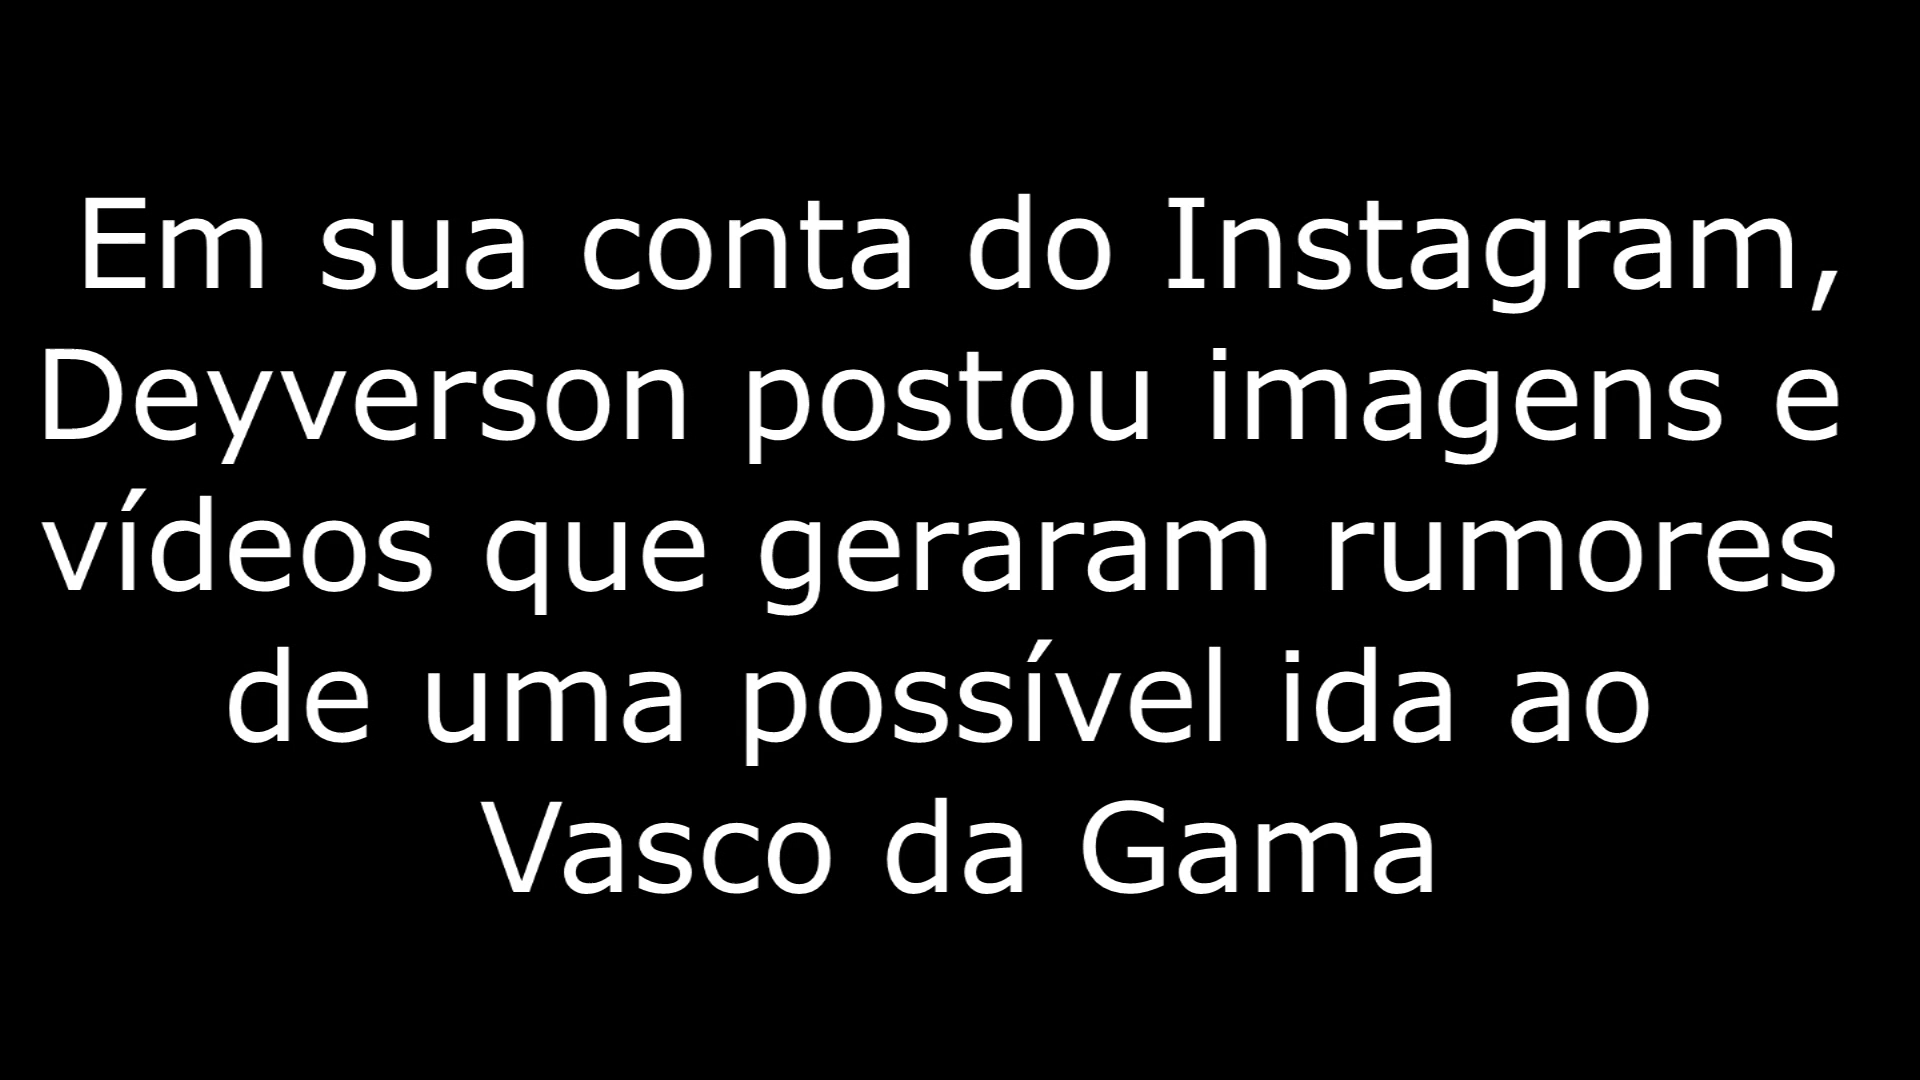 Em sua conta do Instagram,
Deyverson postou imagens e
vídeos que geraram rumores
de uma possível ida ao
Vasco da Gama